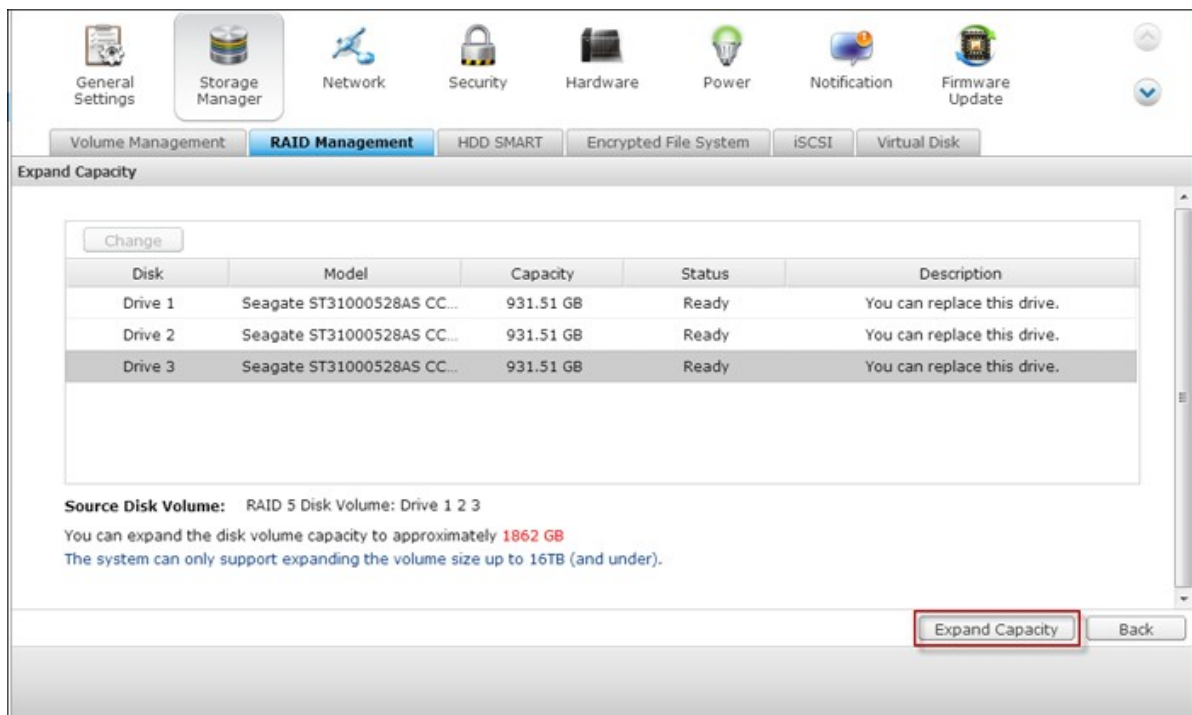 General Settings
Storage Manager
Network
Security
Hardware
Power
Notification
Firmware Update
Volume Management
RAID Management
HDD SMART
Encrypted File System
iSCSI
Virtual Disk
Expand Capacity
Change
Disk Model Capacity Status Description
Drive 1 Seagate ST31000528AS CC... 931.51 GB Ready You can replace this drive.
Drive 2 Seagate ST31000528AS CC... 931.51 GB Ready You can replace this drive.
Drive 3 Seagate ST31000528AS CC... 931.51 GB Ready You can replace this drive.
Source Disk Volume: RAID 5 Disk Volume: Drive 1 2 3
You can expand the disk volume capacity to approximately 1862 GB
The system can only support expanding the volume size up to 16TB (and under).
Expand Capacity
Back